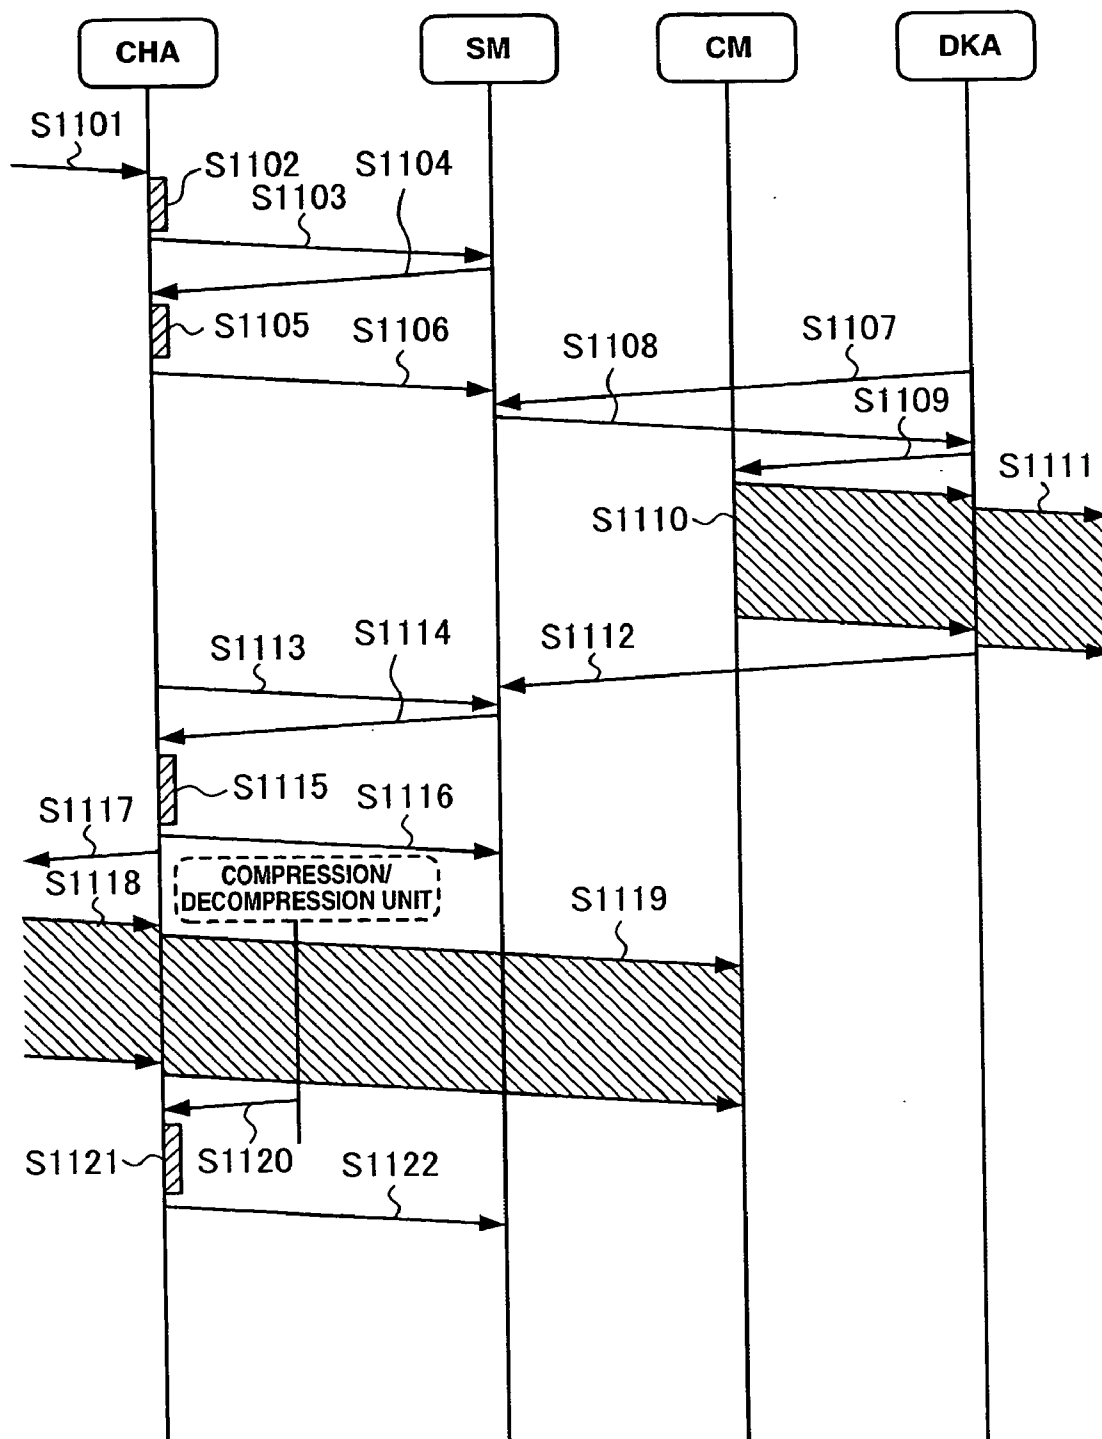 CHA SM CM DKA
S1101
S1102 S1104
S1103
S1105 S1106 S1108 S1107
S1109
S1111
S1110
S1113 S1114 S1112
S1115 S1116
S1117
COMPRESSION/
DECOMPRESSION UNIT
S1118 S1119
S1121 S1120 S1122